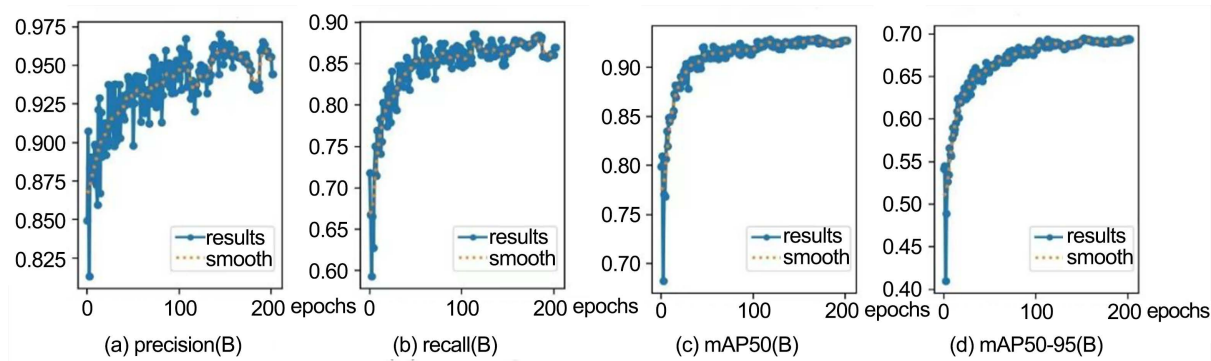 0.975
0.950
0.925
0.900
0.875
0.850
0.825
results
smooth
0 100 200 epochs
(a) precision(B)
0.90
0.85
0.80
0.75
0.70
0.65
0.60
results
smooth
0 100 200 epochs
(b) recall(B)
0.90
0.85
0.80
0.75
0.70
results
smooth
0 100 200 epochs
(c) mAP50(B)
0.70
0.65
0.60
0.55
0.50
0.45
0.40
results
smooth
0 100 200 epochs
(d) mAP50-95(B)